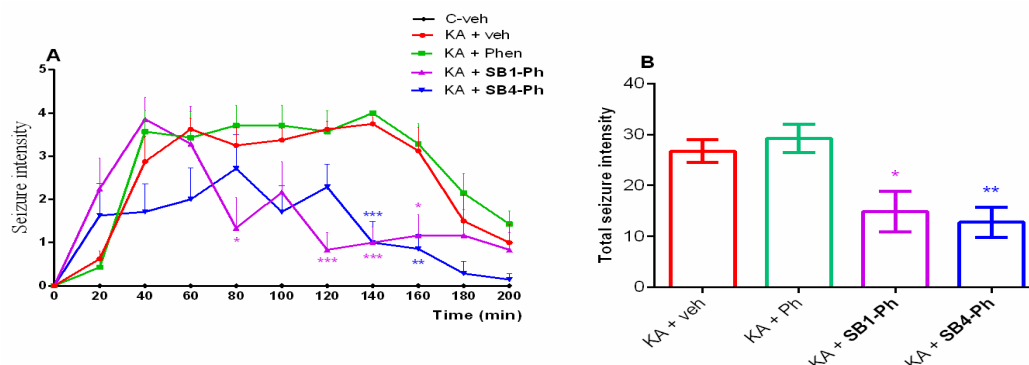 C-veh
KA + veh
KA + Phen
KA + SB1-Ph
KA + SB4-Ph
A
Seizure intensity
5
4
3
2
1
0
*
***
***
***
*
**
0 20 40 60 80 100 120 140 160 180 200
Time (min)
B
Total seizure intensity
40
30
20
10
0
*
**
KA + veh
KA + Ph
KA + SB1-Ph
KA + SB4-Ph